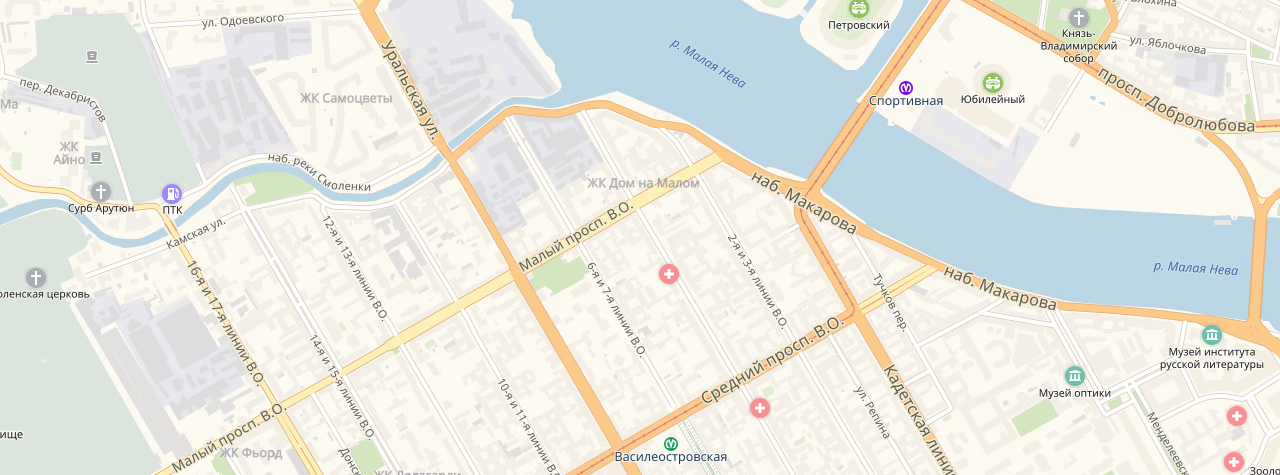 ул. Одоевского
Петровский
Князь-
Владимирский
собор
ул. Яблочкова
р. Малая Нева
Уральская ул.
пер. Декабристов
ЖК Самоцветы
Спортивная
Юбилейный
просп. Добролюбова
Ма
ЖК
Айно
наб. реки Смоленки
ЖК Дом на Малом
наб. Макарова
Сурб Арутюн
ПТК
Камская ул.
12-я и 13-я линии В.О.
Малый просп. В.О.
2-я и 3-я линии В.О.
р. Малая Нева
наб. Макарова
Тучков пер.
оленская церковь
16-я и 17-я линии В.О.
6-я и 7-я линии В.О.
14-я и 15-я линии В.О.
Средний просп. В.О.
Музей института
русской литературы
Кадетская лини
Музей оптики
10-я и 11-я линии В.О.
ул. Репина
Малый просп. В.О.
ище
ЖК Фьорд
Донс
Василеостровская
Менделеевск
Зооло